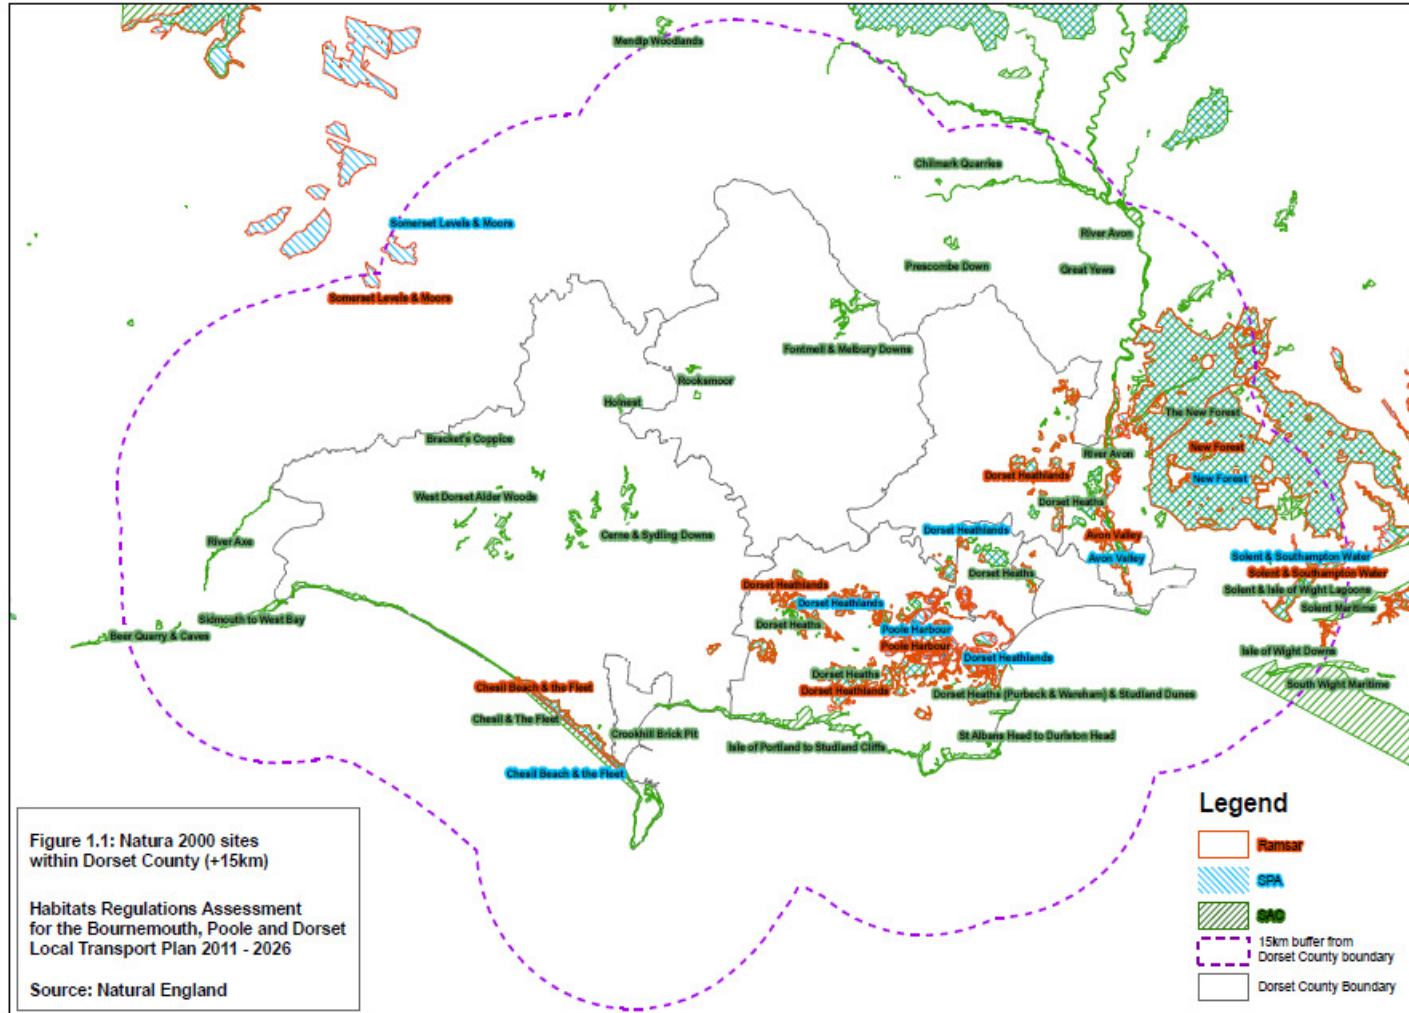 Mendip Woodlands
Chilmark Quarries
Somerset Levels & Moors
River Avon
Prescombe Down
Great Yews
Somerset Levels & Moors
Fontmell & Melbury Downs
Rooksmoor
Holnest
The New Forest
Bracket's Coppice
New Forest
River Avon
Dorset Heathlands
New Forest
West Dorset Alder Woods
Dorset Heaths
Cerne & Sydling Downs
Dorset Heathlands
Avon Valley
River Axe
Avon Valley
Solent & Southampton Water
Dorset Heaths
Solent & Southampton Water
Dorset Heathlands
Solent & Isle of Wight Lagoons
Dorset Heathlands
Solent Maritime
Sidmouth to West Bay
Dorset Heaths
Poole Harbour
Beer Quarry & Caves
Poole Harbour
Isle of Wight Downs
Dorset Heathlands
Dorset Heaths
South Wight Maritime
Chesil Beach & the Fleet
Dorset Heathlands
Dorset Heaths (Purbeck & Wareham) & Studland Dunes
Chesil & The Fleet
Crookhill Brick Pit
St Albans Head to Durlston Head
Isle of Portland to Studland Cliffs
Chesil Beach & the Fleet
Legend
Ramsar
SPA
SAC
15km buffer from
Dorset County boundary
Dorset County Boundary
Figure 1.1: Natura 2000 sites
within Dorset County (+15km)
Habitats Regulations Assessment
for the Bournemouth, Poole and Dorset
Local Transport Plan 2011 - 2026
Source: Natural England